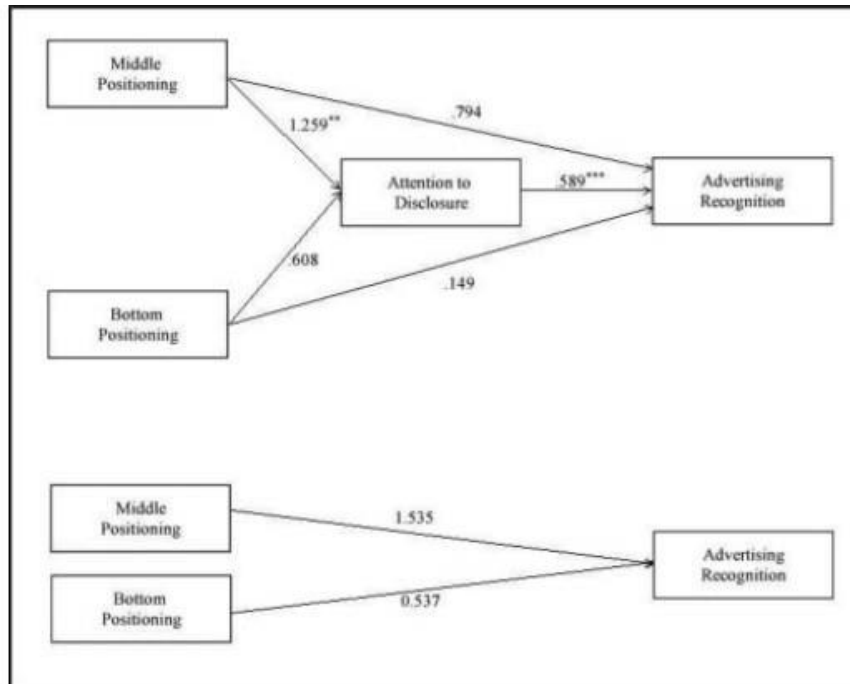 Middle
Positioning
.794
1.259**
Attention to
Disclosure
.589***
Advertising
Recognition
.608
.149
Bottom
Positioning
Middle
Positioning
1.535
Advertising
Recognition
Bottom
Positioning
0.537